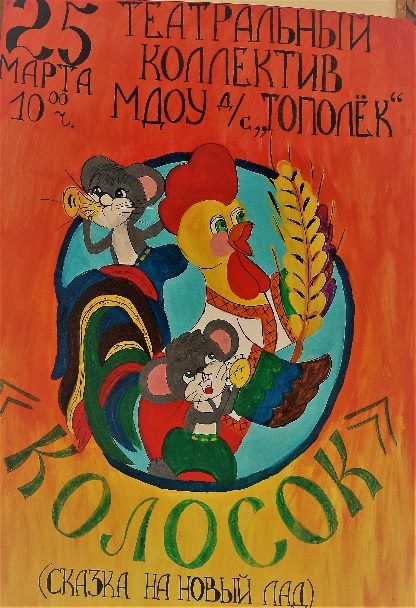 25 ТЕАТРАЛЬНЫЙ
МАРТА КОЛЛЕКТИВ
10 00 ч. МДОУ д/с „ТОПОЛЁК“
«КОЛОСОК»
(СКАЗКА НА НОВЫЙ ЛАД)